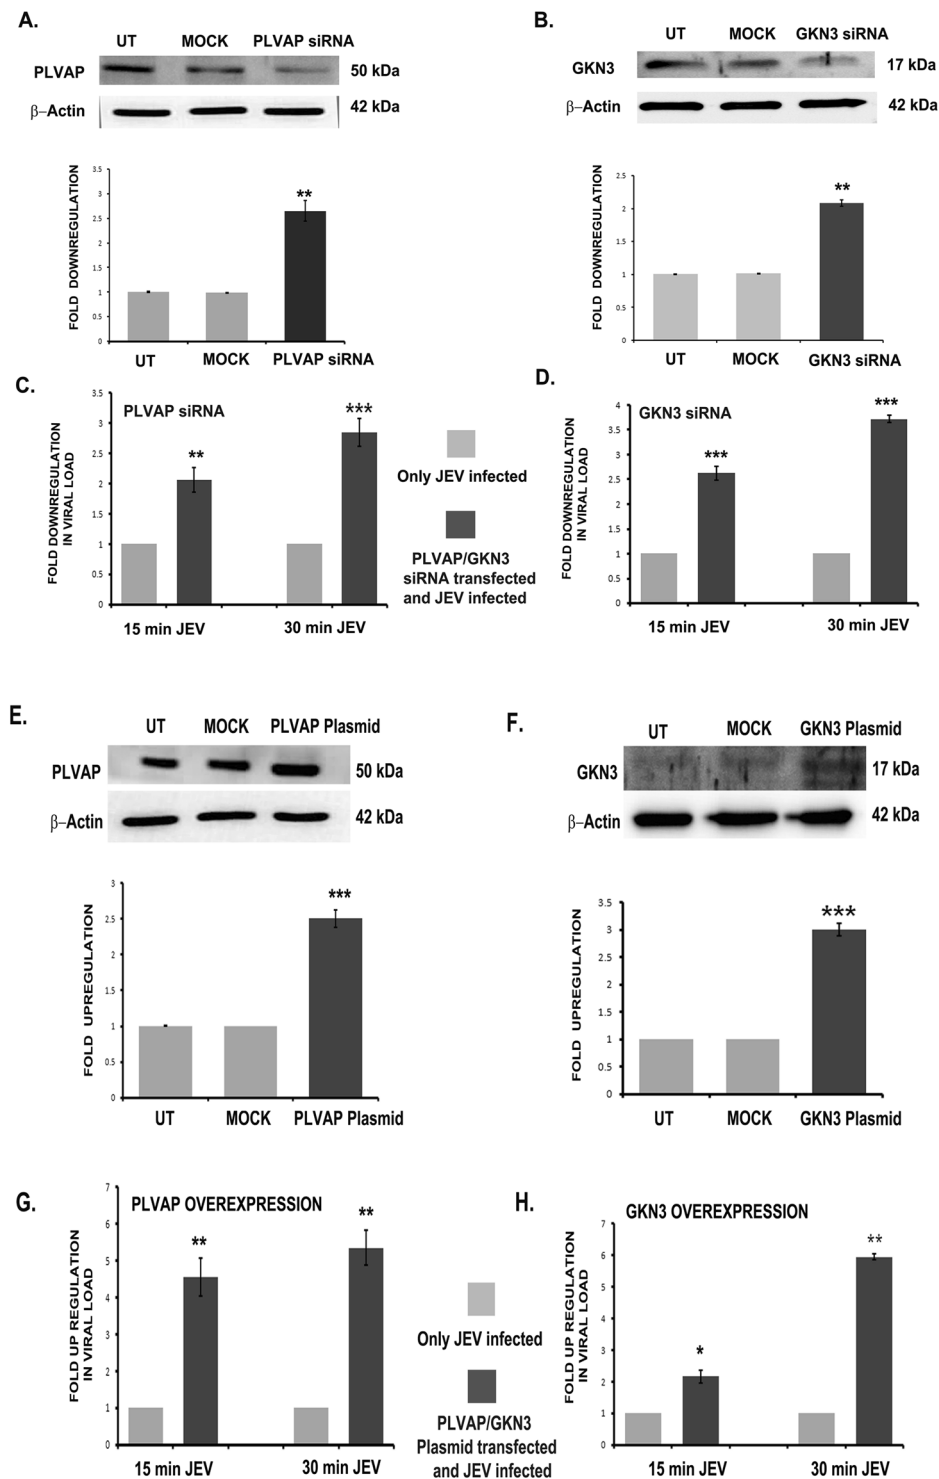 A.
UT MOCK PLVAP siRNA
PLVAP 50 kDa
β–Actin 42 kDa
FOLD DOWNREGULATION
3.5
3
2.5
2
1.5
1
0.5
0
**
UT MOCK PLVAP siRNA
B.
UT MOCK GKN3 siRNA
GKN3 17 kDa
β–Actin 42 kDa
FOLD DOWNREGULATION
2.5
2
1.5
1
0.5
0
**
UT MOCK GKN3 siRNA
C.
PLVAP siRNA
FOLD DOWNREGULATION
IN VIRAL LOAD
3.5
3
2.5
2
1.5
1
0.5
0
** ***
15 min JEV 30 min JEV
Only JEV infected
PLVAP/GKN3
siRNA transfected
and JEV infected
D.
GKN3 siRNA
FOLD DOWNREGULATION
IN VIRAL LOAD
4
3.5
3
2.5
2
1.5
1
0.5
0
*** ***
15 min JEV 30 min JEV
E.
UT MOCK PLVAP Plasmid
PLVAP 50 kDa
β–Actin 42 kDa
FOLD UPREGULATION
3
2.5
2
1.5
1
0.5
0
***
UT MOCK PLVAP Plasmid
F.
UT MOCK GKN3 Plasmid
GKN3 17 kDa
β–Actin 42 kDa
FOLD UPREGULATION
3.5
3
2.5
2
1.5
1
0.5
0
***
UT MOCK GKN3 Plasmid
G.
PLVAP OVEREXPRESSION
FOLD UP REGULATION
IN VIRAL LOAD
7
6
5
4
3
2
1
0
** **
15 min JEV 30 min JEV
Only JEV infected
PLVAP/GKN3
Plasmid transfected
and JEV infected
H.
GKN3 OVEREXPRESSION
FOLD UP REGULATION
IN VIRAL LOAD
7
6
5
4
3
2
1
0
* **
15 min JEV 30 min JEV